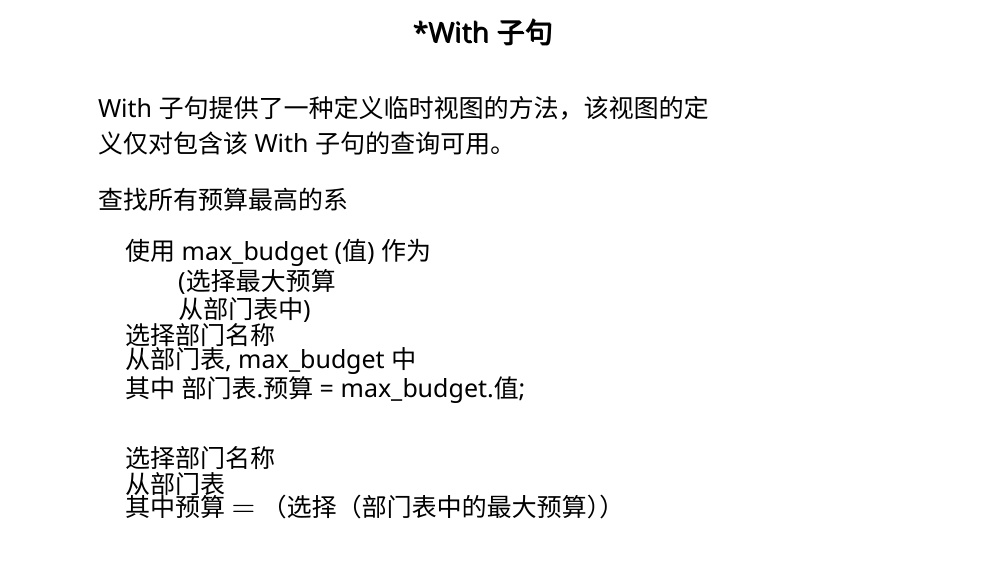 *With 子句
With 子句提供了一种定义临时视图的方法，该视图的定
义仅对包含该 With 子句的查询可用。
查找所有预算最高的系
使用 max_budget (值) 作为
(选择最大预算
从部门表中)
选择部门名称
从部门表, max_budget 中
其中 部门表.预算 = max_budget.值;
选择部门名称
从部门表
其中预算 = （选择（部门表中的最大预算））